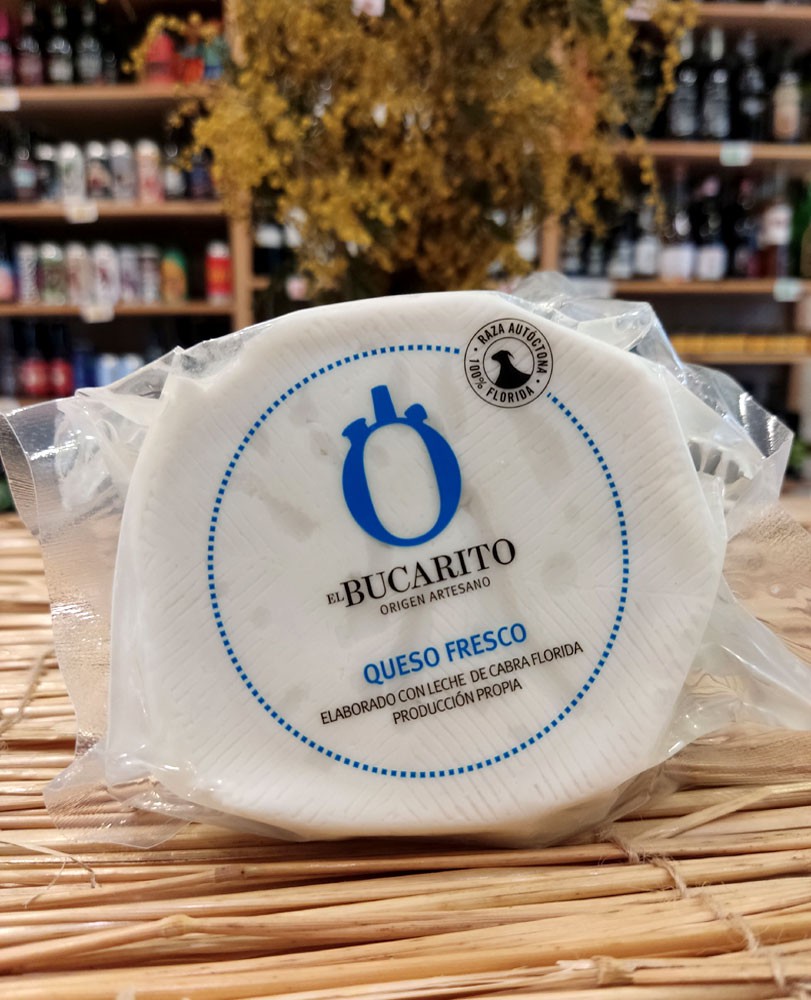 RAZA AUTÓCTONA
100% FLORIDA
EL BUCARITO
ORIGEN ARTESANO
QUESO FRESCO
ELABORADO CON LECHE DE CABRA FLORIDA
PRODUCCIÓN PROPIA